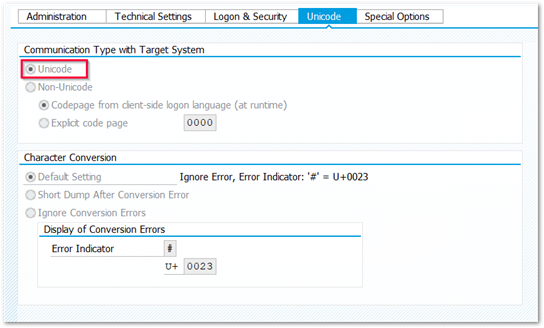 Administration Technical Settings Logon & Security Unicode Special Options
Communication Type with Target System
Unicode
Non-Unicode
Codepage from client-side logon language (at runtime)
Explicit code page 0000
Character Conversion
Default Setting Ignore Error, Error Indicator: '#' = U+0023
Short Dump After Conversion Error
Ignore Conversion Errors
Display of Conversion Errors
Error Indicator #
U+ 0023